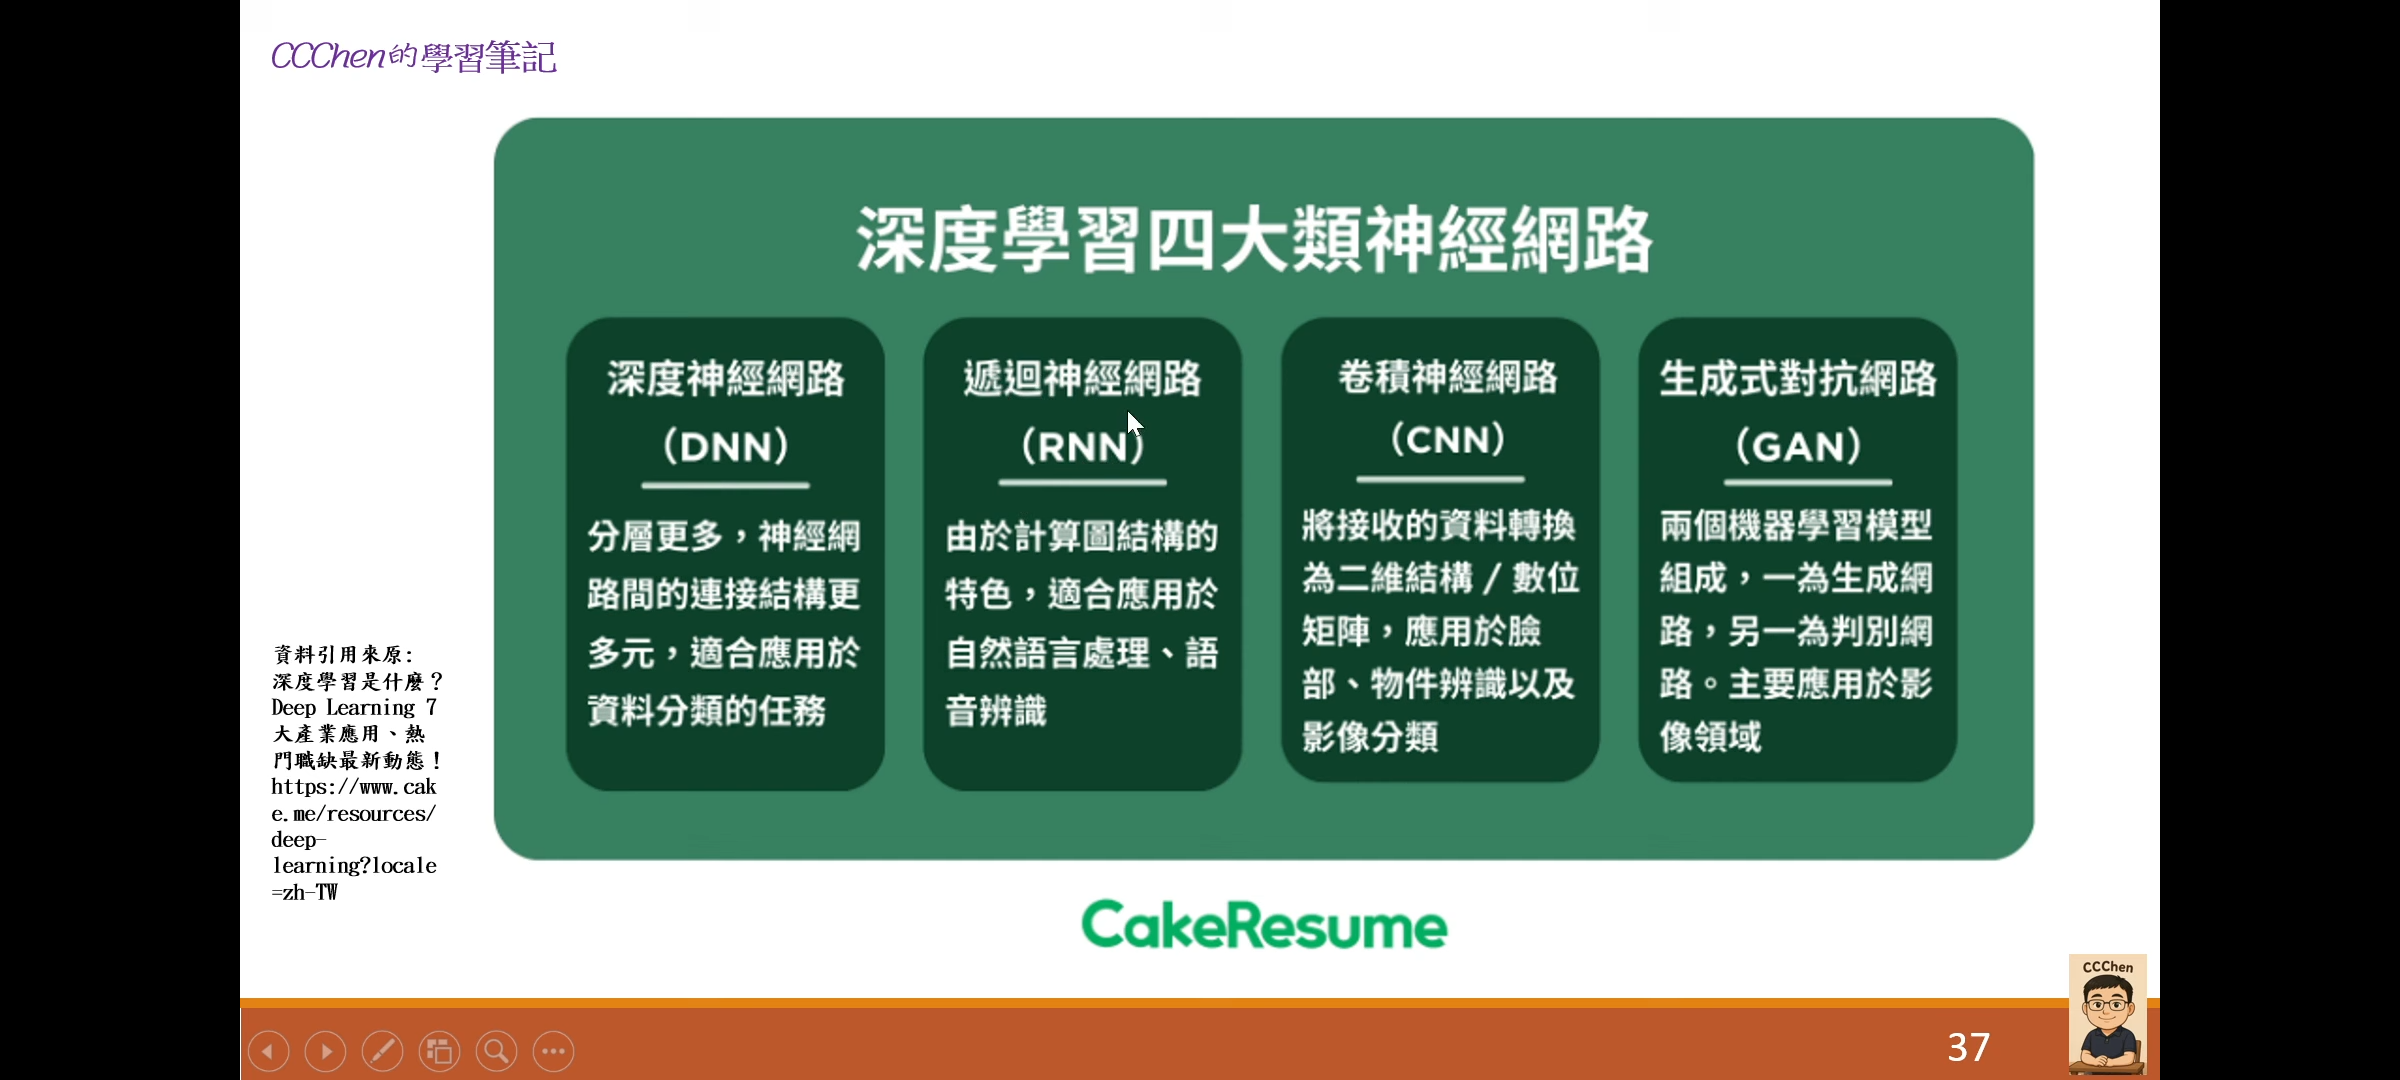 CCChen的學習筆記
深度學習四大類神經網路
深度神經網路
（DNN）
分層更多，神經網
路間的連接結構更
多元，適合應用於
資料分類的任務
遞迴神經網路
（RNN）
由於計算圖結構的
特色，適合應用於
自然語言處理、語
音辨識
卷積神經網路
（CNN）
將接收的資料轉換
為二維結構 / 數位
矩陣，應用於臉
部、物件辨識以及
影像分類
生成式對抗網路
（GAN）
兩個機器學習模型
組成，一為生成網
路，另一為判別網
路。主要應用於影
像領域
資料引用來原:
深度學習是什麼？
Deep Learning 7
大產業應用、熱
門職缺最新動態！
https://www.cak
e.me/resources/
deep-
learning?locale
=zh-TW
CakeResume
CCChen
37